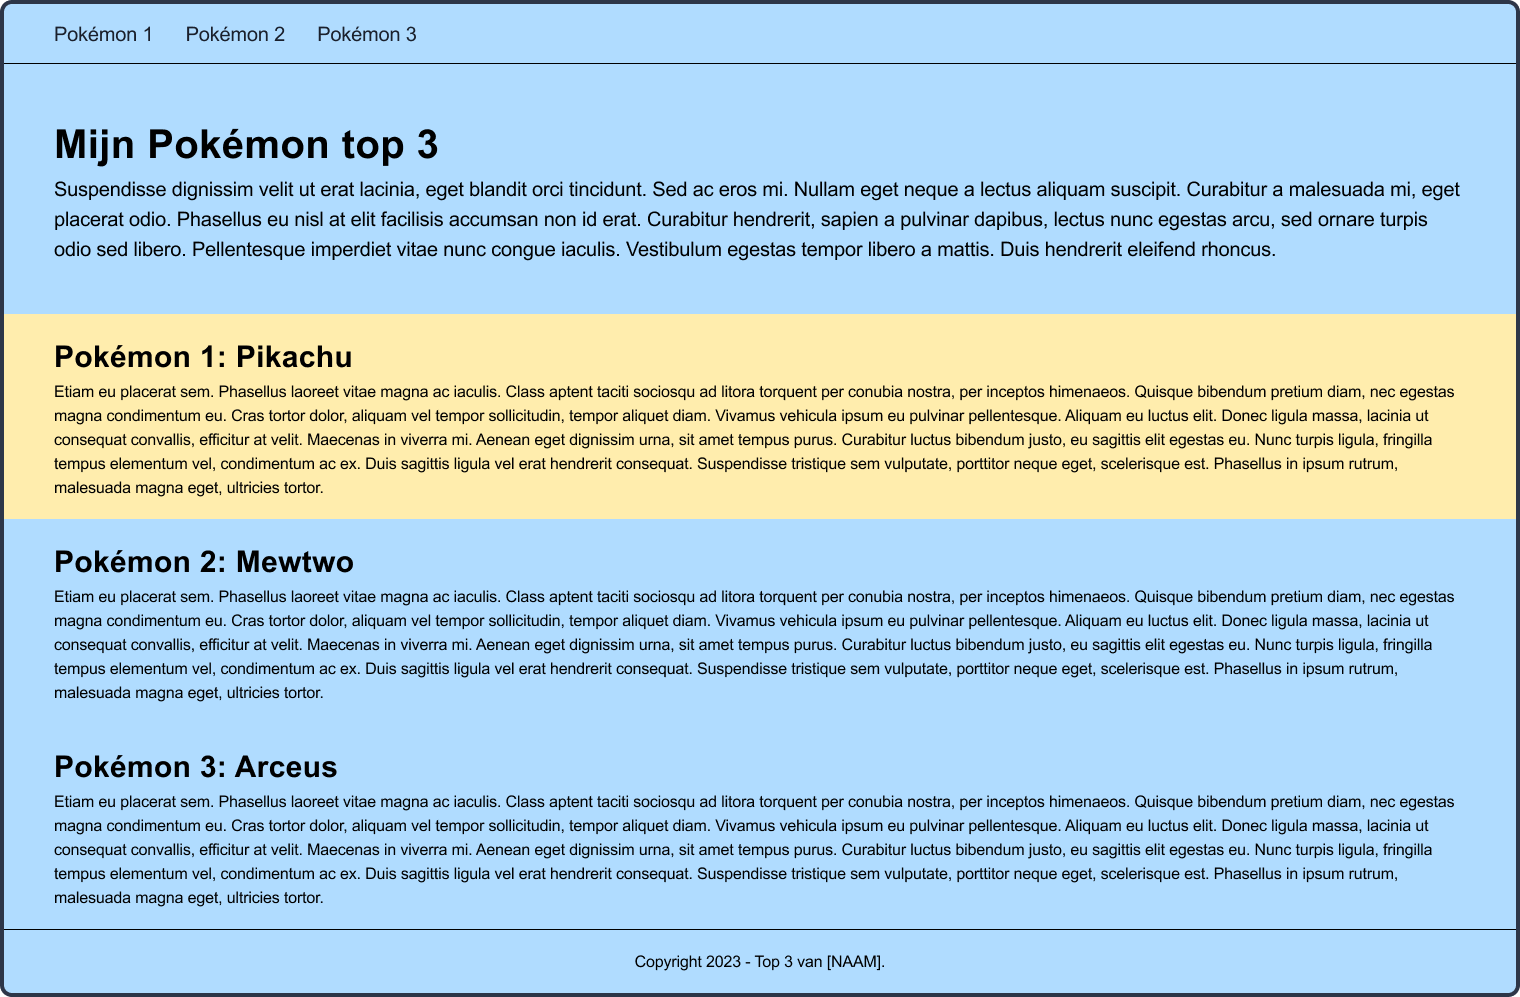 Pokémon 1 Pokémon 2 Pokémon 3
Mijn Pokémon top 3
Suspendisse dignissim velit ut erat lacinia, eget blandit orci tincidunt. Sed ac eros mi. Nullam eget neque a lectus aliquam suscipit. Curabitur a malesuada mi, eget
placerat odio. Phasellus eu nisl at elit facilisis accumsan non id erat. Curabitur hendrerit, sapien a pulvinar dapibus, lectus nunc egestas arcu, sed ornare turpis
odio sed libero. Pellentesque imperdiet vitae nunc congue iaculis. Vestibulum egestas tempor libero a mattis. Duis hendrerit eleifend rhoncus.
Pokémon 1: Pikachu
Etiam eu placerat sem. Phasellus laoreet vitae magna ac iaculis. Class aptent taciti sociosqu ad litora torquent per conubia nostra, per inceptos himenaeos. Quisque bibendum pretium diam, nec egestas
magna condimentum eu. Cras tortor dolor, aliquam vel tempor sollicitudin, tempor aliquet diam. Vivamus vehicula ipsum eu pulvinar pellentesque. Aliquam eu luctus elit. Donec ligula massa, lacinia ut
consequat convallis, efficitur at velit. Maecenas in viverra mi. Aenean eget dignissim urna, sit amet tempus purus. Curabitur luctus bibendum justo, eu sagittis elit egestas eu. Nunc turpis ligula, fringilla
tempus elementum vel, condimentum ac ex. Duis sagittis ligula vel erat hendrerit consequat. Suspendisse tristique sem vulputate, porttitor neque eget, scelerisque est. Phasellus in ipsum rutrum,
malesuada magna eget, ultricies tortor.
Pokémon 2: Mewtwo
Etiam eu placerat sem. Phasellus laoreet vitae magna ac iaculis. Class aptent taciti sociosqu ad litora torquent per conubia nostra, per inceptos himenaeos. Quisque bibendum pretium diam, nec egestas
magna condimentum eu. Cras tortor dolor, aliquam vel tempor sollicitudin, tempor aliquet diam. Vivamus vehicula ipsum eu pulvinar pellentesque. Aliquam eu luctus elit. Donec ligula massa, lacinia ut
consequat convallis, efficitur at velit. Maecenas in viverra mi. Aenean eget dignissim urna, sit amet tempus purus. Curabitur luctus bibendum justo, eu sagittis elit egestas eu. Nunc turpis ligula, fringilla
tempus elementum vel, condimentum ac ex. Duis sagittis ligula vel erat hendrerit consequat. Suspendisse tristique sem vulputate, porttitor neque eget, scelerisque est. Phasellus in ipsum rutrum,
malesuada magna eget, ultricies tortor.
Pokémon 3: Arceus
Etiam eu placerat sem. Phasellus laoreet vitae magna ac iaculis. Class aptent taciti sociosqu ad litora torquent per conubia nostra, per inceptos himenaeos. Quisque bibendum pretium diam, nec egestas
magna condimentum eu. Cras tortor dolor, aliquam vel tempor sollicitudin, tempor aliquet diam. Vivamus vehicula ipsum eu pulvinar pellentesque. Aliquam eu luctus elit. Donec ligula massa, lacinia ut
consequat convallis, efficitur at velit. Maecenas in viverra mi. Aenean eget dignissim urna, sit amet tempus purus. Curabitur luctus bibendum justo, eu sagittis elit egestas eu. Nunc turpis ligula, fringilla
tempus elementum vel, condimentum ac ex. Duis sagittis ligula vel erat hendrerit consequat. Suspendisse tristique sem vulputate, porttitor neque eget, scelerisque est. Phasellus in ipsum rutrum,
malesuada magna eget, ultricies tortor.
Copyright 2023 - Top 3 van [NAAM].